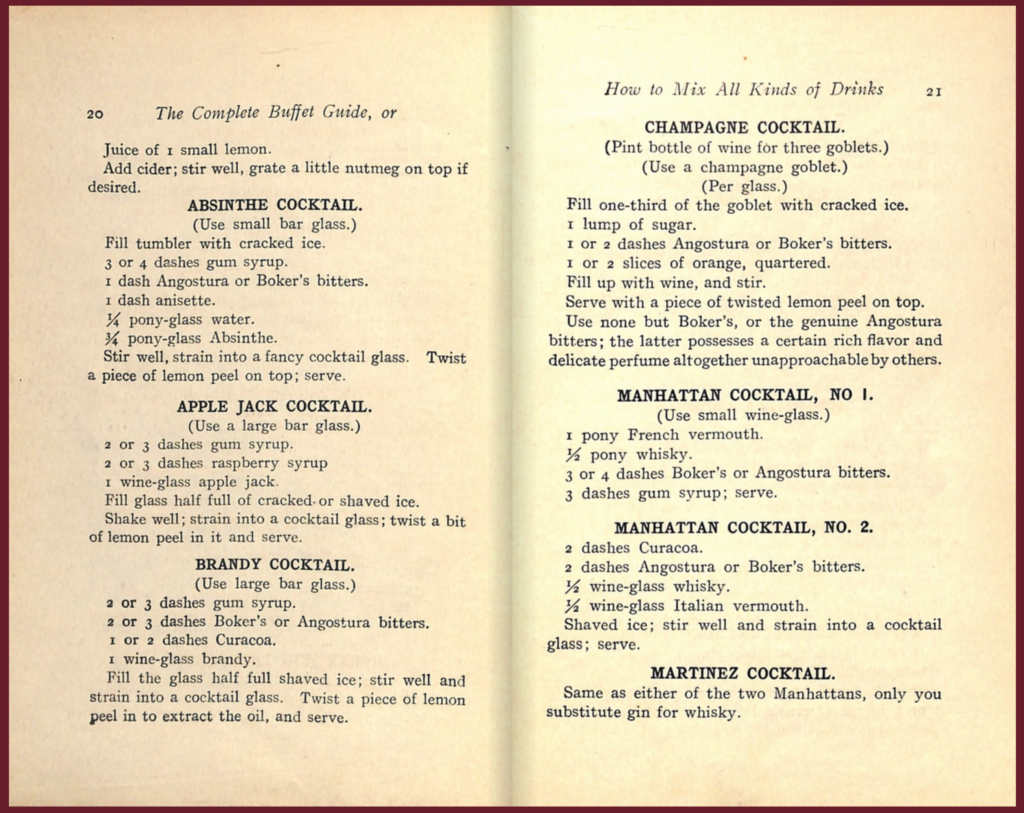 20 The Complete Buffet Guide, or
Juice of 1 small lemon.
Add cider; stir well, grate a little nutmeg on top if
desired.
ABSINTHE COCKTAIL.
(Use small bar glass.)
Fill tumbler with cracked ice.
3 or 4 dashes gum syrup.
1 dash Angostura or Boker's bitters.
1 dash anisette.
¼ pony-glass water.
¾ pony-glass Absinthe.
Stir well, strain into a fancy cocktail glass. Twist
a piece of lemon peel on top; serve.
APPLE JACK COCKTAIL.
(Use a large bar glass.)
2 or 3 dashes gum syrup.
2 or 3 dashes raspberry syrup
1 wine-glass apple jack.
Fill glass half full of cracked or shaved ice.
Shake well; strain into a cocktail glass; twist a bit
of lemon peel in it and serve.
BRANDY COCKTAIL.
(Use large bar glass.)
2 or 3 dashes gum syrup.
2 or 3 dashes Boker's or Angostura bitters.
1 or 2 dashes Curacoa.
1 wine-glass brandy.
Fill the glass half full shaved ice; stir well and
strain into a cocktail glass. Twist a piece of lemon
peel in to extract the oil, and serve.
How to Mix All Kinds of Drinks 21
CHAMPAGNE COCKTAIL.
(Pint bottle of wine for three goblets.)
(Use a champagne goblet.)
(Per glass.)
Fill one-third of the goblet with cracked ice.
1 lump of sugar.
1 or 2 dashes Angostura or Boker's bitters.
1 or 2 slices of orange, quartered.
Fill up with wine, and stir.
Serve with a piece of twisted lemon peel on top.
Use none but Boker's, or the genuine Angostura
bitters; the latter possesses a certain rich flavor and
delicate perfume altogether unapproachable by others.
MANHATTAN COCKTAIL, NO 1.
(Use small wine-glass.)
1 pony French vermouth.
½ pony whisky.
3 or 4 dashes Boker's or Angostura bitters.
3 dashes gum syrup; serve.
MANHATTAN COCKTAIL, NO. 2.
2 dashes Curacoa.
2 dashes Angostura or Boker's bitters.
½ wine-glass whisky.
½ wine-glass Italian vermouth.
Shaved ice; stir well and strain into a cocktail
glass; serve.
MARTINEZ COCKTAIL.
Same as either of the two Manhattans, only you
substitute gin for whisky.